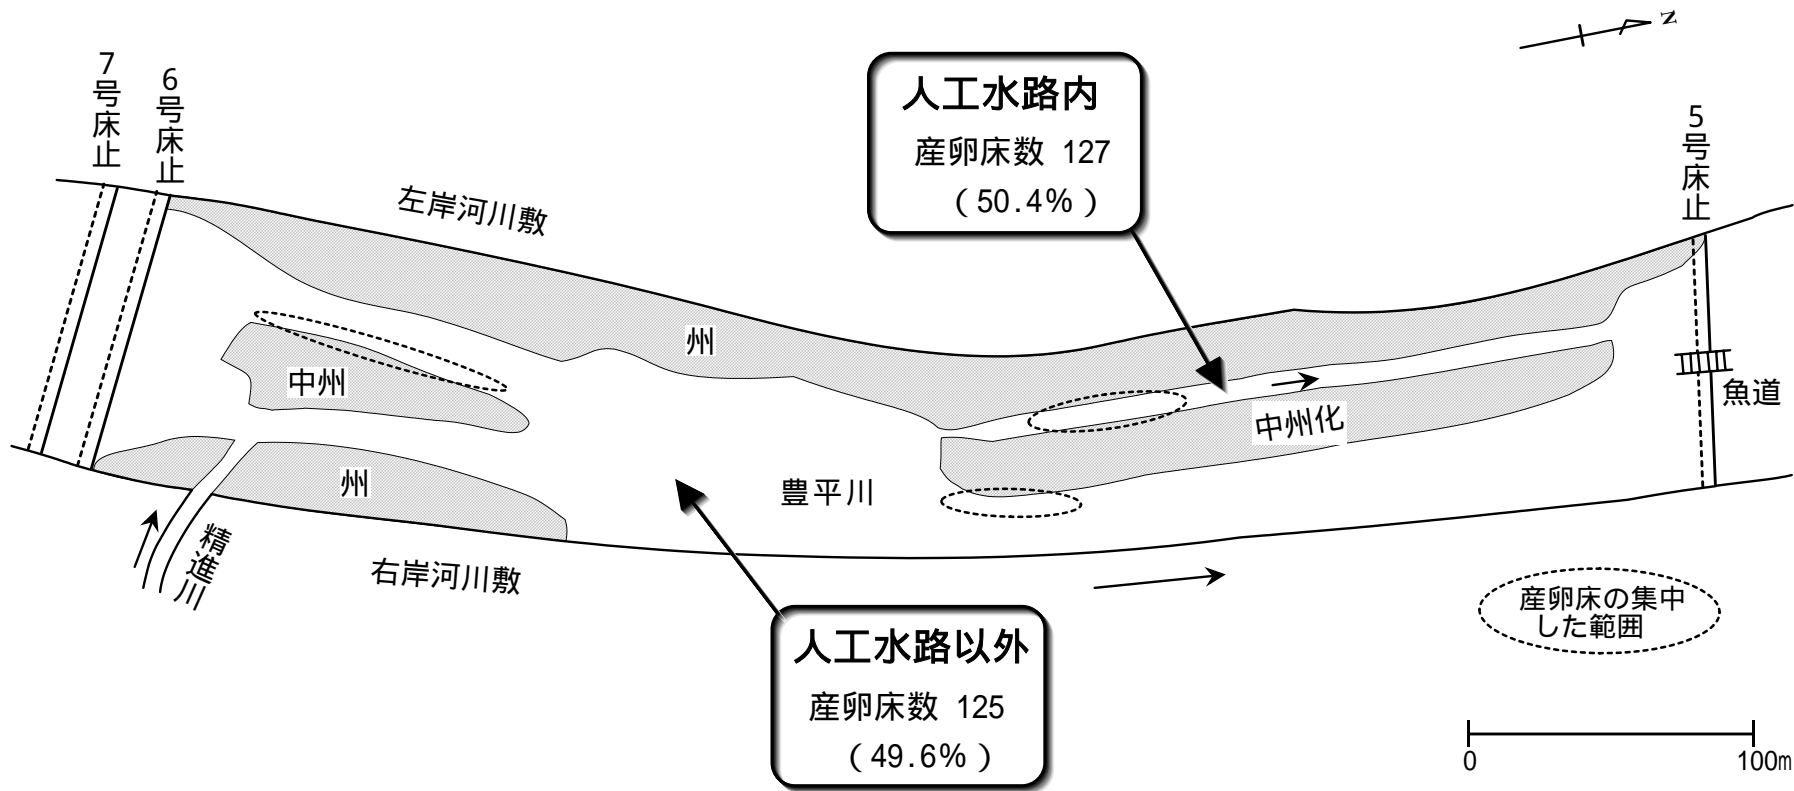 N
7号床止
6号床止
5号床止
人工水路内
産卵床数 127
（50.4%）
左岸河川敷
州
中州
中州化
魚道
州
豊平川
精進川
右岸河川敷
人工水路以外
産卵床数 125
（49.6%）
産卵床の集中
した範囲
0
100m